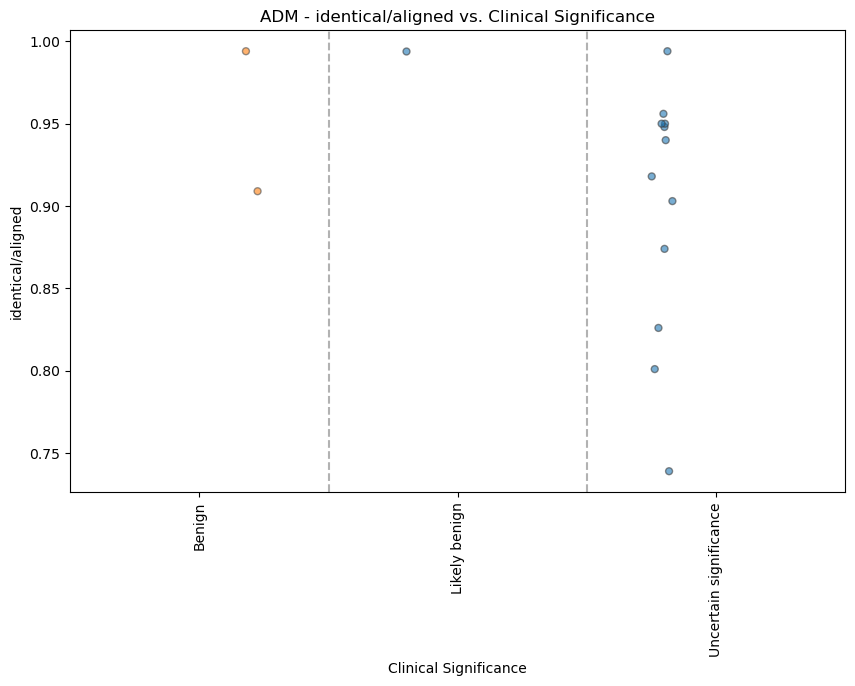 ADM - identical/aligned vs. Clinical Significance
1.00
0.95
0.90
0.85
0.80
0.75
identical/aligned
Benign
Likely benign
Uncertain significance
Clinical Significance